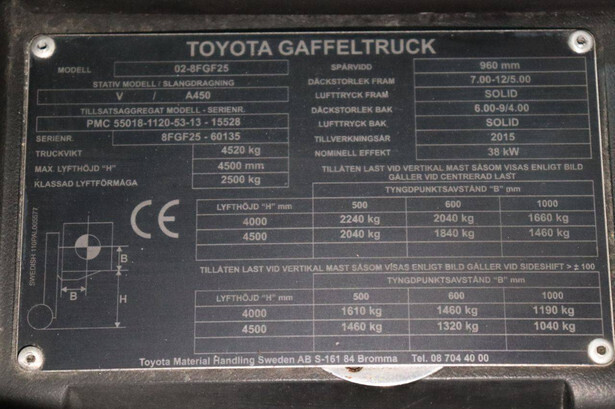 TOYOTA GAFFELTRUCK
MODELL 02-8FGF25
STATIV MODELL / SLANGDRAGNING
V / A450
TILLSATSAGGREGAT MODELL - SERIENR.
PMC 55018-1120-53-13 - 15528
SERIENR. 8FGF25 - 60135
TRUCKVIKT 4520 kg
MAX. LYFTHÖJD "H" 4500 mm
KLASSAD LYFTFÖRMÅGA 2500 kg
SPÅRVIDD 960 mm
DÄCKSTORLEK FRAM 7.00-12/5.00
LUFTTRYCK FRAM SOLID
DÄCKSTORLEK BAK 6.00-9/4.00
LUFTTRYCK BAK SOLID
TILLVERKNINGSÅR 2015
NOMINELL EFFEKT 38 kW
TILLÅTEN LAST VID VERTIKAL MAST SÅSOM VISAS ENLIGT BILD
GÄLLER VID CENTRERAD LAST
TYNGDPUNKTSAVSTÅND "B" mm
LYFTHÖJD "H" mm 500 600 1000
4000 2240 kg 2040 kg 1660 kg
4500 2040 kg 1840 kg 1460 kg
TILLÅTEN LAST VID VERTIKAL MAST SÅSOM VISAS ENLIGT BILD GÄLLER VID SIDESHIFT > ± 100
TYNGDPUNKTSAVSTÅND "B" mm
LYFTHÖJD "H" mm 500 600 1000
4000 1610 kg 1460 kg 1190 kg
4500 1460 kg 1320 kg 1040 kg
CE
B
B
H
Toyota Material Handling Sweden AB S-161 84 Bromma Tel. 08 704 40 00